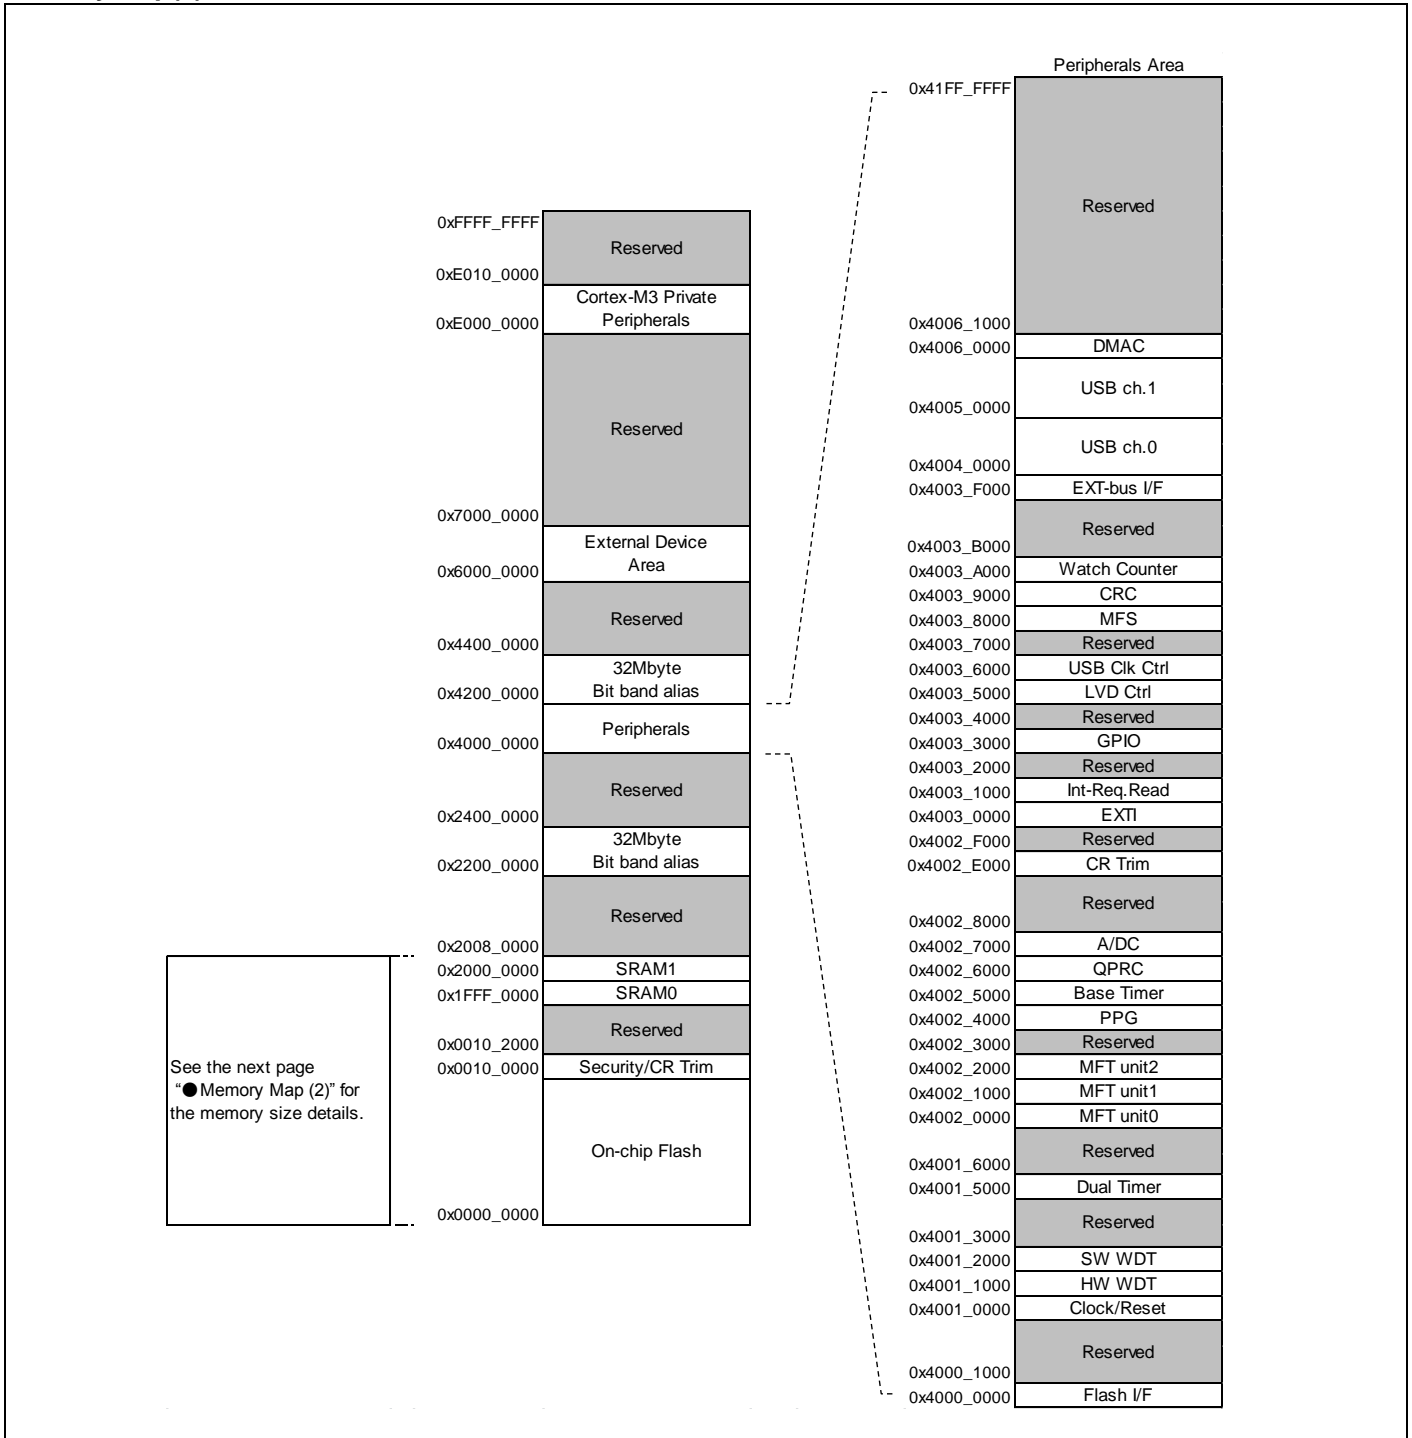 Peripherals Area
0x41FF_FFFF
Reserved
0x4006_1000
0x4006_0000 DMAC
USB ch.1
0x4005_0000
USB ch.0
0x4004_0000
0x4003_F000 EXT-bus I/F
Reserved
0x4003_B000
0x4003_A000 Watch Counter
0x4003_9000 CRC
0x4003_8000 MFS
0x4003_7000 Reserved
0x4003_6000 USB Clk Ctrl
0x4003_5000 LVD Ctrl
0x4003_4000 Reserved
0x4003_3000 GPIO
0x4003_2000 Reserved
0x4003_1000 Int-Req.Read
0x4003_0000 EXTI
0x4002_F000 Reserved
0x4002_E000 CR Trim
Reserved
0x4002_8000
0x4002_7000 A/DC
0x4002_6000 QPRC
0x4002_5000 Base Timer
0x4002_4000 PPG
0x4002_3000 Reserved
0x4002_2000 MFT unit2
0x4002_1000 MFT unit1
0x4002_0000 MFT unit0
Reserved
0x4001_6000
0x4001_5000 Dual Timer
Reserved
0x4001_3000
0x4001_2000 SW WDT
0x4001_1000 HW WDT
0x4001_0000 Clock/Reset
Reserved
0x4000_1000
0x4000_0000 Flash I/F
0xFFFF_FFFF
Reserved
0xE010_0000
Cortex-M3 Private
0xE000_0000 Peripherals
Reserved
0x7000_0000
External Device
0x6000_0000 Area
Reserved
0x4400_0000
32Mbyte
0x4200_0000 Bit band alias
Peripherals
0x4000_0000
Reserved
0x2400_0000
32Mbyte
0x2200_0000 Bit band alias
Reserved
0x2008_0000
0x2000_0000 SRAM1
0x1FFF_0000 SRAM0
Reserved
0x0010_2000
0x0010_0000 Security/CR Trim
On-chip Flash
0x0000_0000
See the next page
“●Memory Map (2)” for
the memory size details.